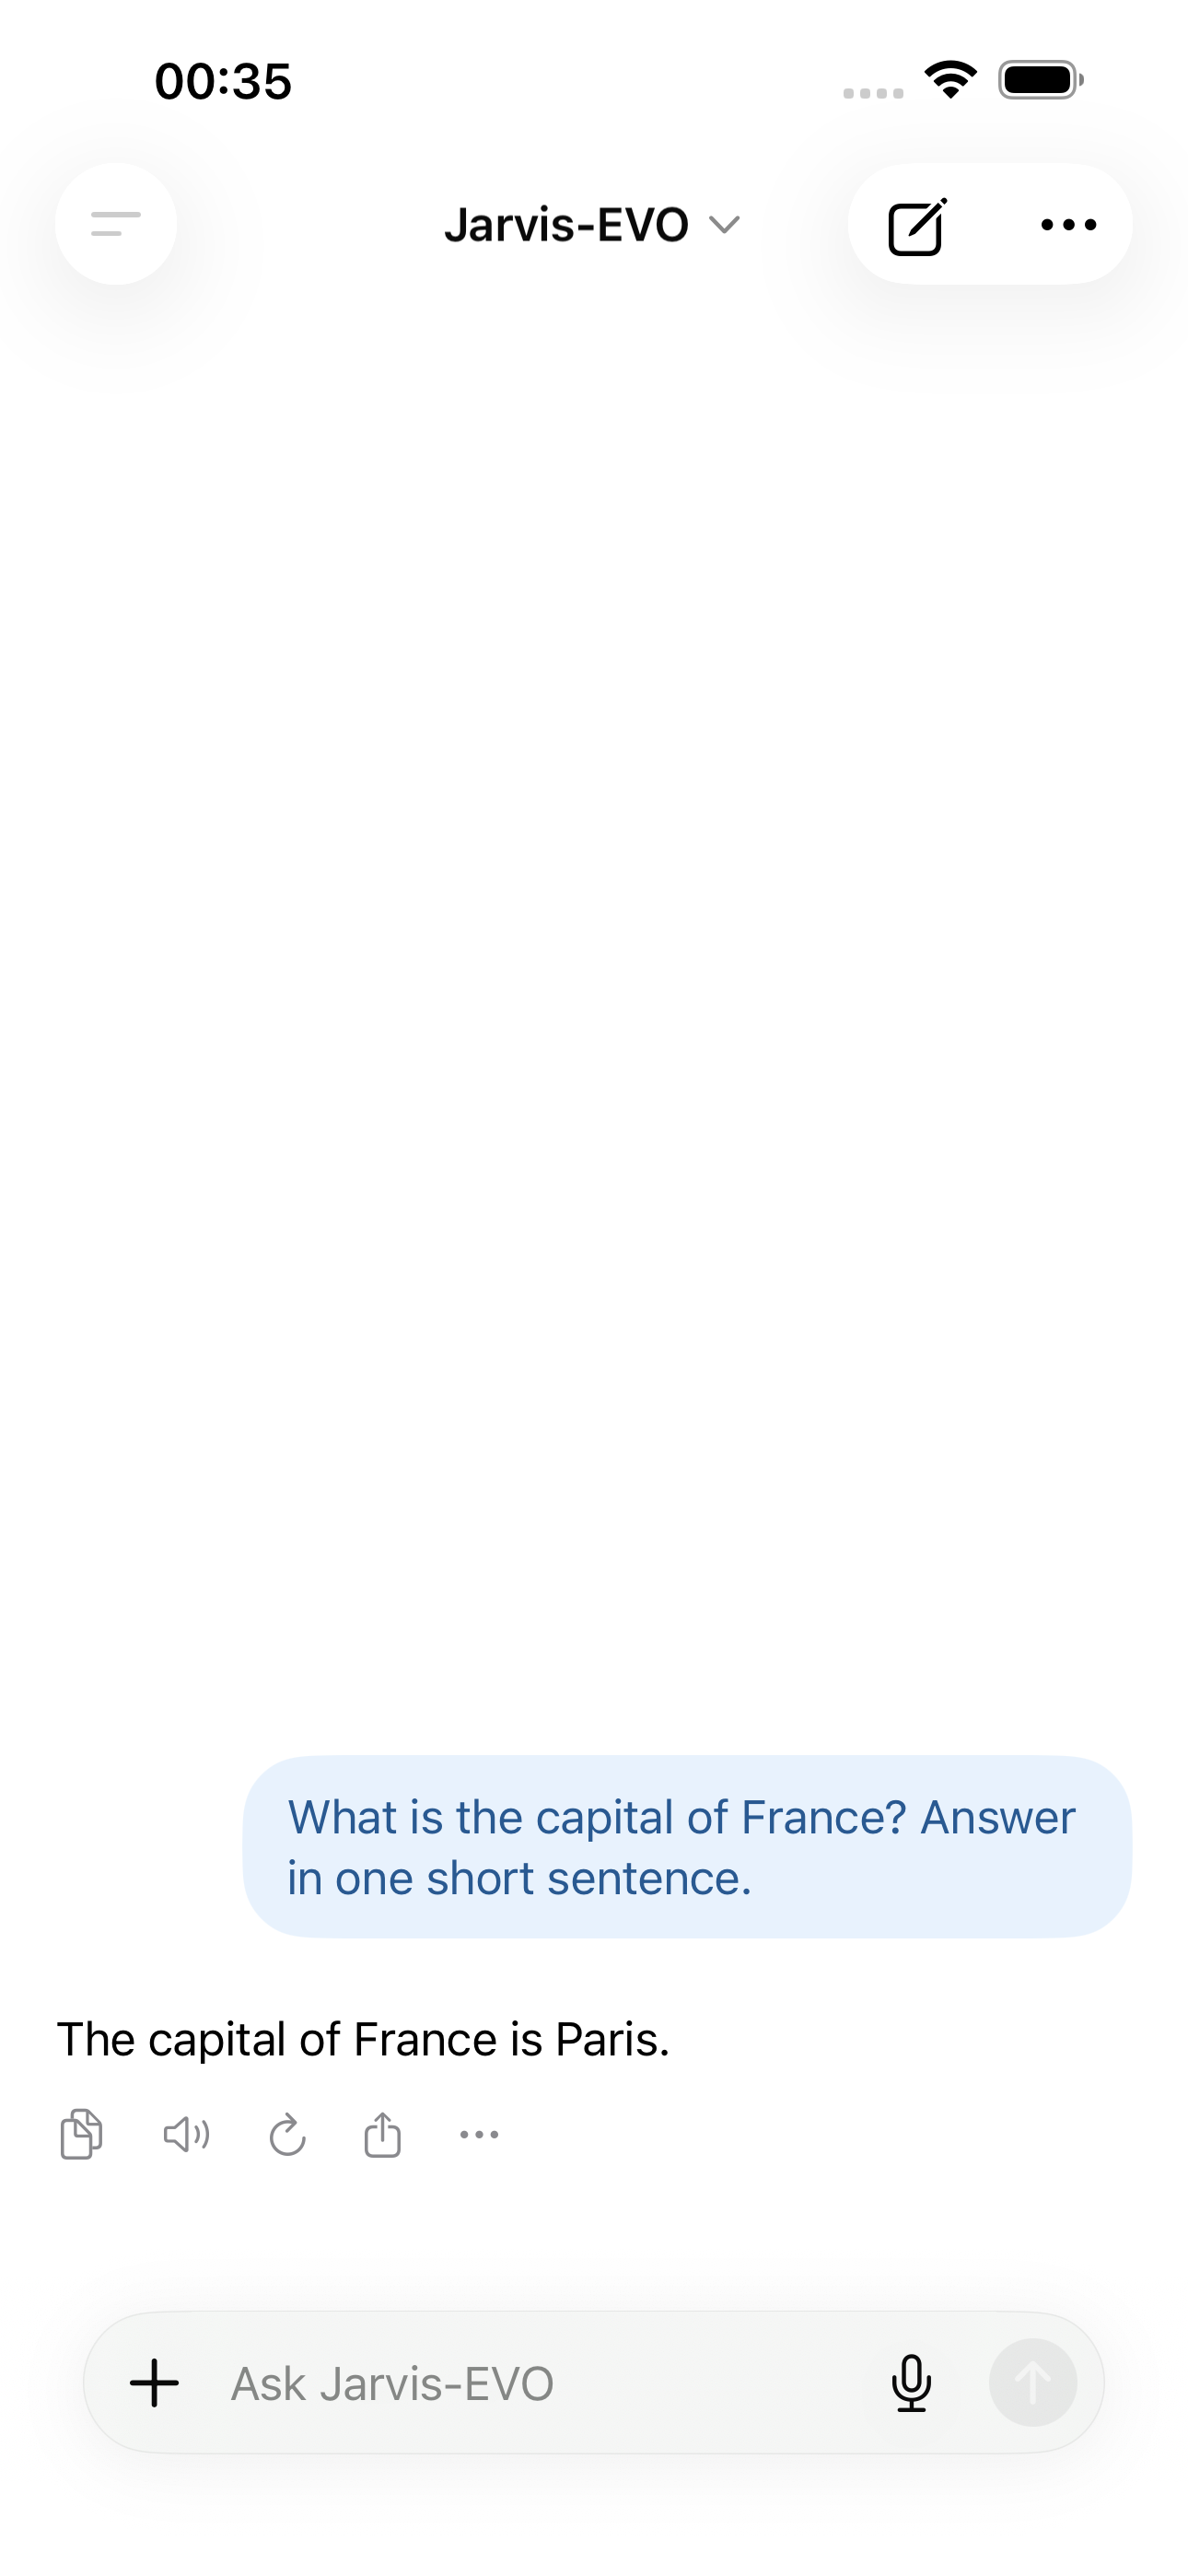 00:35
Jarvis-EVO
What is the capital of France? Answer
in one short sentence.
The capital of France is Paris.
Ask Jarvis-EVO